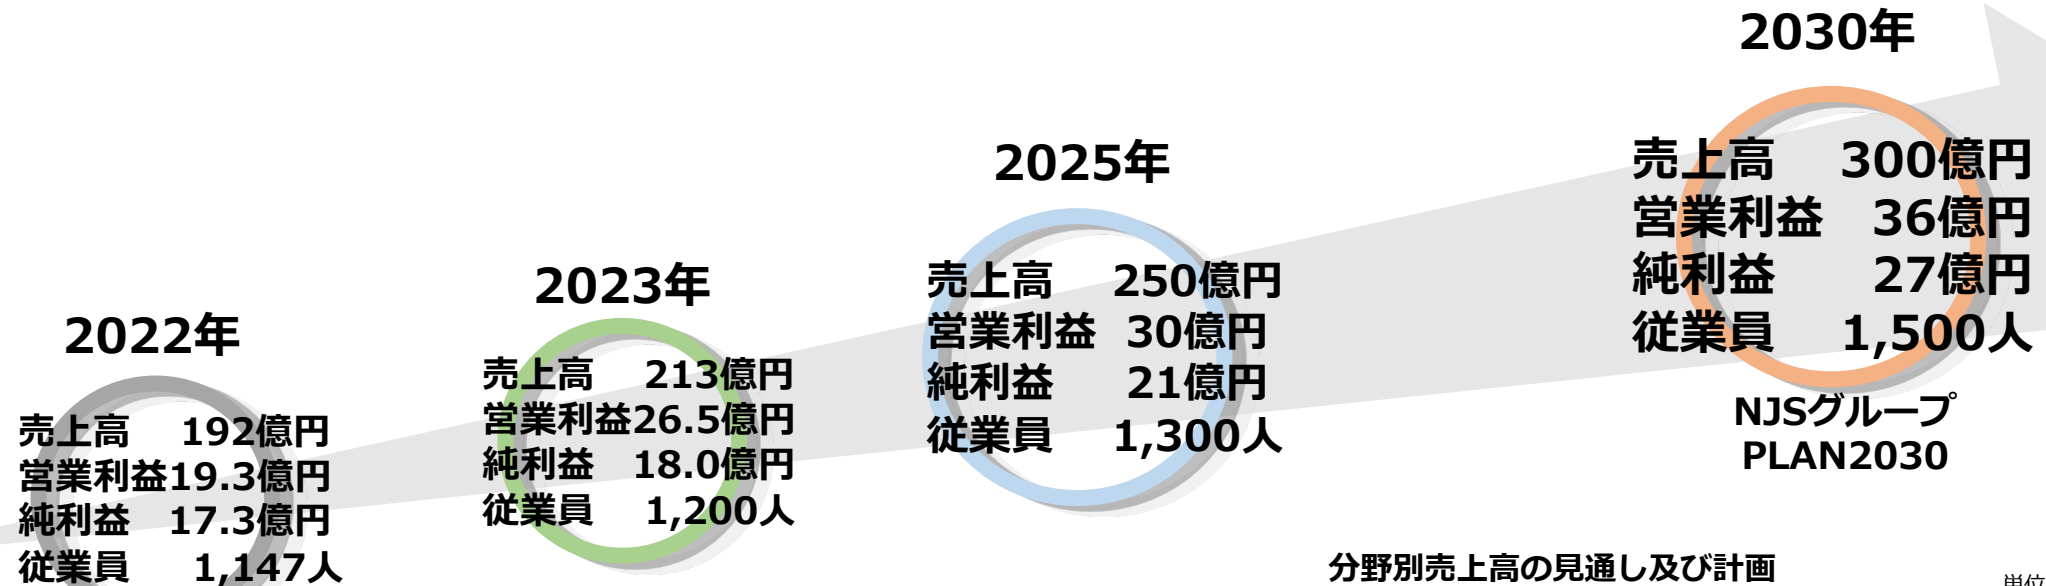 2022年
売上高 192億円
営業利益19.3億円
純利益 17.3億円
従業員 1,147人
2023年
売上高 213億円
営業利益26.5億円
純利益 18.0億円
従業員 1,200人
2025年
売上高 250億円
営業利益 30億円
純利益 21億円
従業員 1,300人
2030年
売上高 300億円
営業利益 36億円
純利益 27億円
従業員 1,500人
NJSグループ
PLAN2030
分野別売上高の見通し及び計画
単位